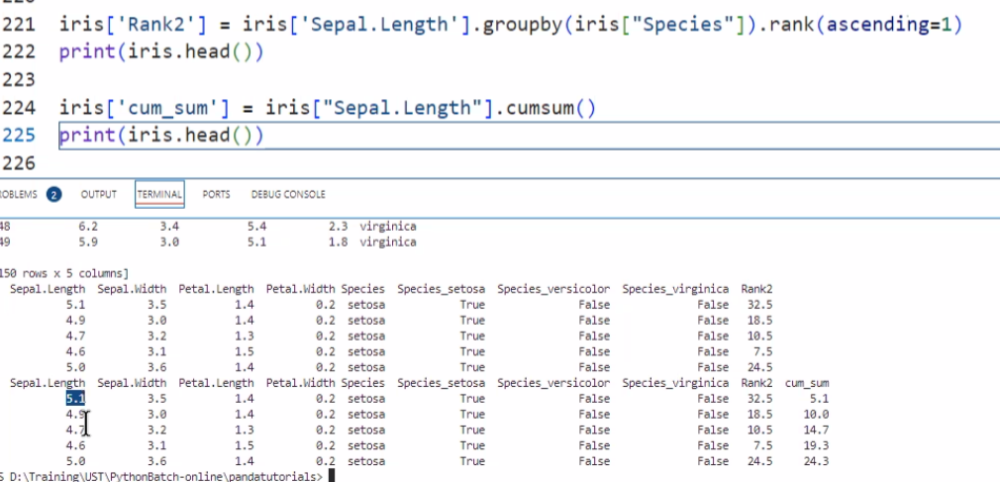 221 iris['Rank2'] = iris['Sepal.Length'].groupby(iris["Species"]).rank(ascending=1)
222 print(iris.head())
223
224 iris['cum_sum'] = iris["Sepal.Length"].cumsum()
225 print(iris.head())
226
ROBLEMS 2 OUTPUT TERMINAL PORTS DEBUG CONSOLE
48 6.2 3.4 5.4 2.3 virginica
49 5.9 3.0 5.1 1.8 virginica
150 rows x 5 columns]
Sepal.Length Sepal.Width Petal.Length Petal.Width Species Species_setosa Species_versicolor Species_virginica Rank2
5.1 3.5 1.4 0.2 setosa True False False 32.5
4.9 3.0 1.4 0.2 setosa True False False 18.5
4.7 3.2 1.3 0.2 setosa True False False 10.5
4.6 3.1 1.5 0.2 setosa True False False 7.5
5.0 3.6 1.4 0.2 setosa True False False 24.5
Sepal.Length Sepal.Width Petal.Length Petal.Width Species Species_setosa Species_versicolor Species_virginica Rank2 cum_sum
5.1 3.5 1.4 0.2 setosa True False False 32.5 5.1
4.9 3.0 1.4 0.2 setosa True False False 18.5 10.0
4.7 3.2 1.3 0.2 setosa True False False 10.5 14.7
4.6 3.1 1.5 0.2 setosa True False False 7.5 19.3
5.0 3.6 1.4 0.2 setosa True False False 24.5 24.3
S D:\Training\UST\PythonBatch-online\pandatutorials>